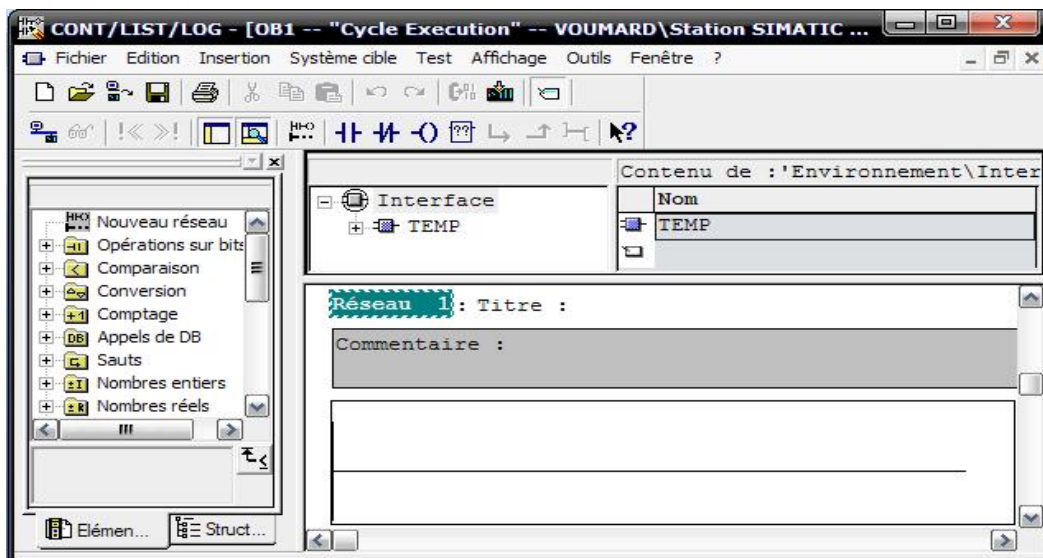 CONT/LIST/LOG - [OB1 -- "Cycle Execution" -- VOUMARD\Station SIMATIC ...
Fichier Edition Insertion Système cible Test Affichage Outils Fenêtre ?
Contenu de :'Environnement\Inter
Interface
TEMP
Nom
TEMP
Nouveau réseau
Opérations sur bits
Comparaison
Conversion
Comptage
Appels de DB
Sauts
Nombres entiers
Nombres réels
Elémen...
Struct...
Réseau 1 : Titre :
Commentaire :